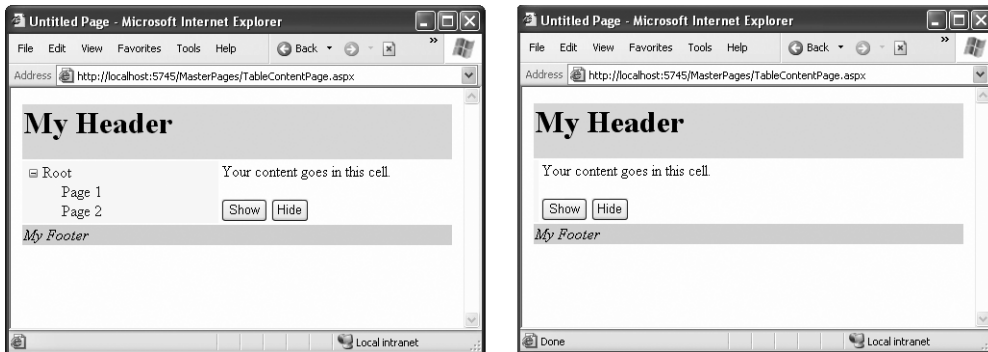 Untitled Page - Microsoft Internet Explorer
File Edit View Favorites Tools Help Back »
Address http://localhost:5745/MasterPages/TableContentPage.aspx
My Header
Root
Page 1
Page 2
Your content goes in this cell.
Show Hide
My Footer
Local intranet
Untitled Page - Microsoft Internet Explorer
File Edit View Favorites Tools Help Back »
Address http://localhost:5745/MasterPages/TableContentPage.aspx
My Header
Your content goes in this cell.
Show Hide
My Footer
Done Local intranet